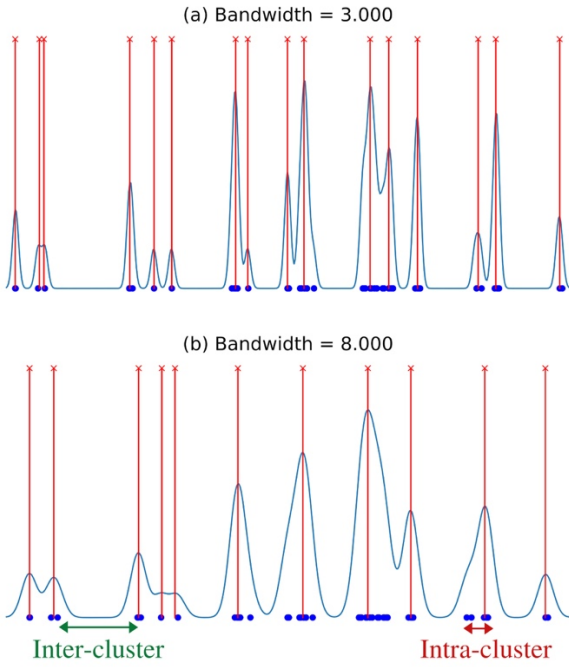 (a) Bandwidth = 3.000
(b) Bandwidth = 8.000
Inter-cluster
Intra-cluster